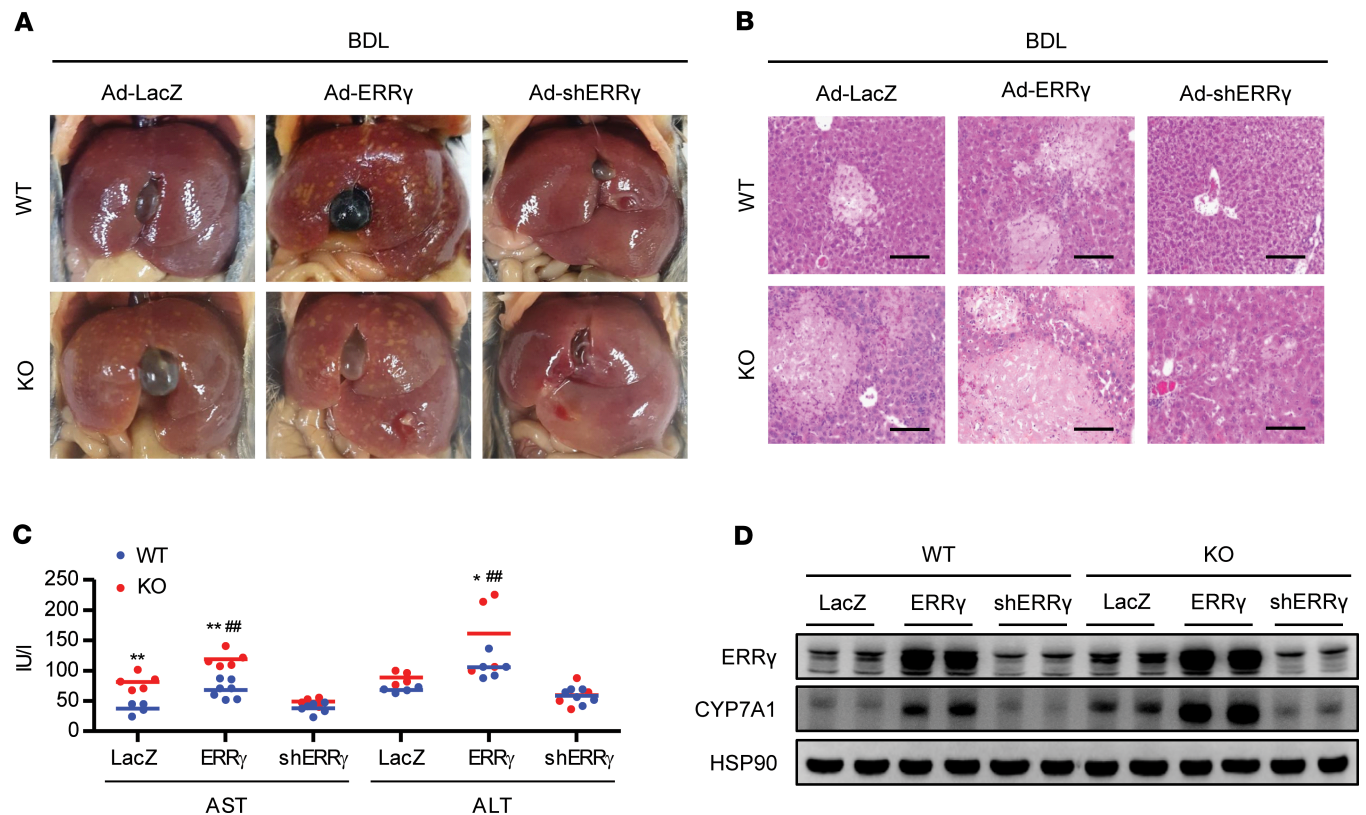 A
BDL
Ad-LacZ Ad-ERRγ Ad-shERRγ
WT
KO
B
BDL
Ad-LacZ Ad-ERRγ Ad-shERRγ
WT
KO
C
WT
KO
IU/l
250
200
150
100
50
0
** ** ## * ##
LacZ ERRγ shERRγ LacZ ERRγ shERRγ
AST ALT
D
WT KO
LacZ ERRγ shERRγ LacZ ERRγ shERRγ
ERRγ
CYP7A1
HSP90